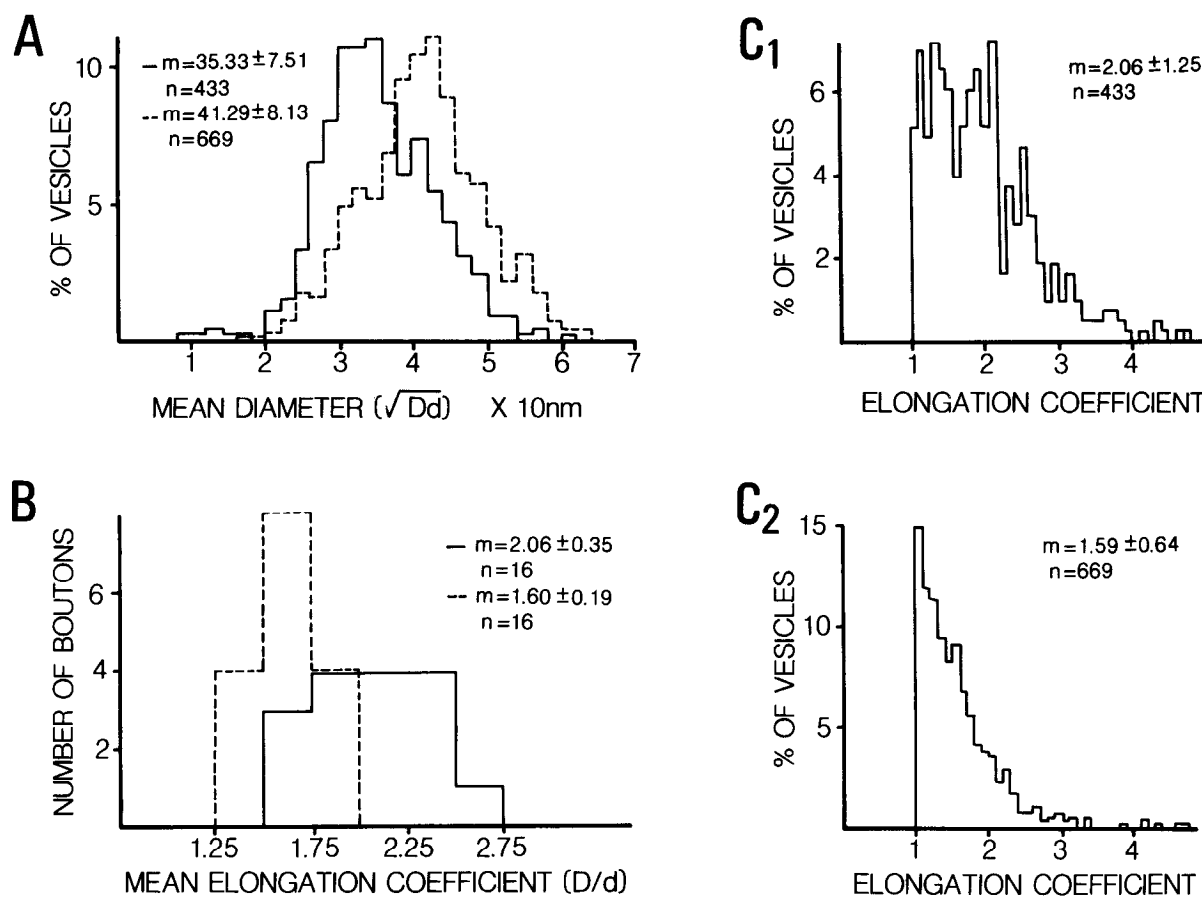 A
— m=35.33±7.51
n=433
-- m=41.29±8.13
n=669
% OF VESICLES
10
5
1 2 3 4 5 6 7
MEAN DIAMETER (√Dd) X 10nm
B
— m=2.06±0.35
n=16
-- m=1.60±0.19
n=16
NUMBER OF BOUTONS
6
4
2
1.25 1.75 2.25 2.75
MEAN ELONGATION COEFFICIENT (D/d)
C1
m=2.06±1.25
n=433
% OF VESICLES
6
4
2
1 2 3 4
ELONGATION COEFFICIENT
C2
m=1.59±0.64
n=669
% OF VESICLES
15
10
5
1 2 3 4
ELONGATION COEFFICIENT